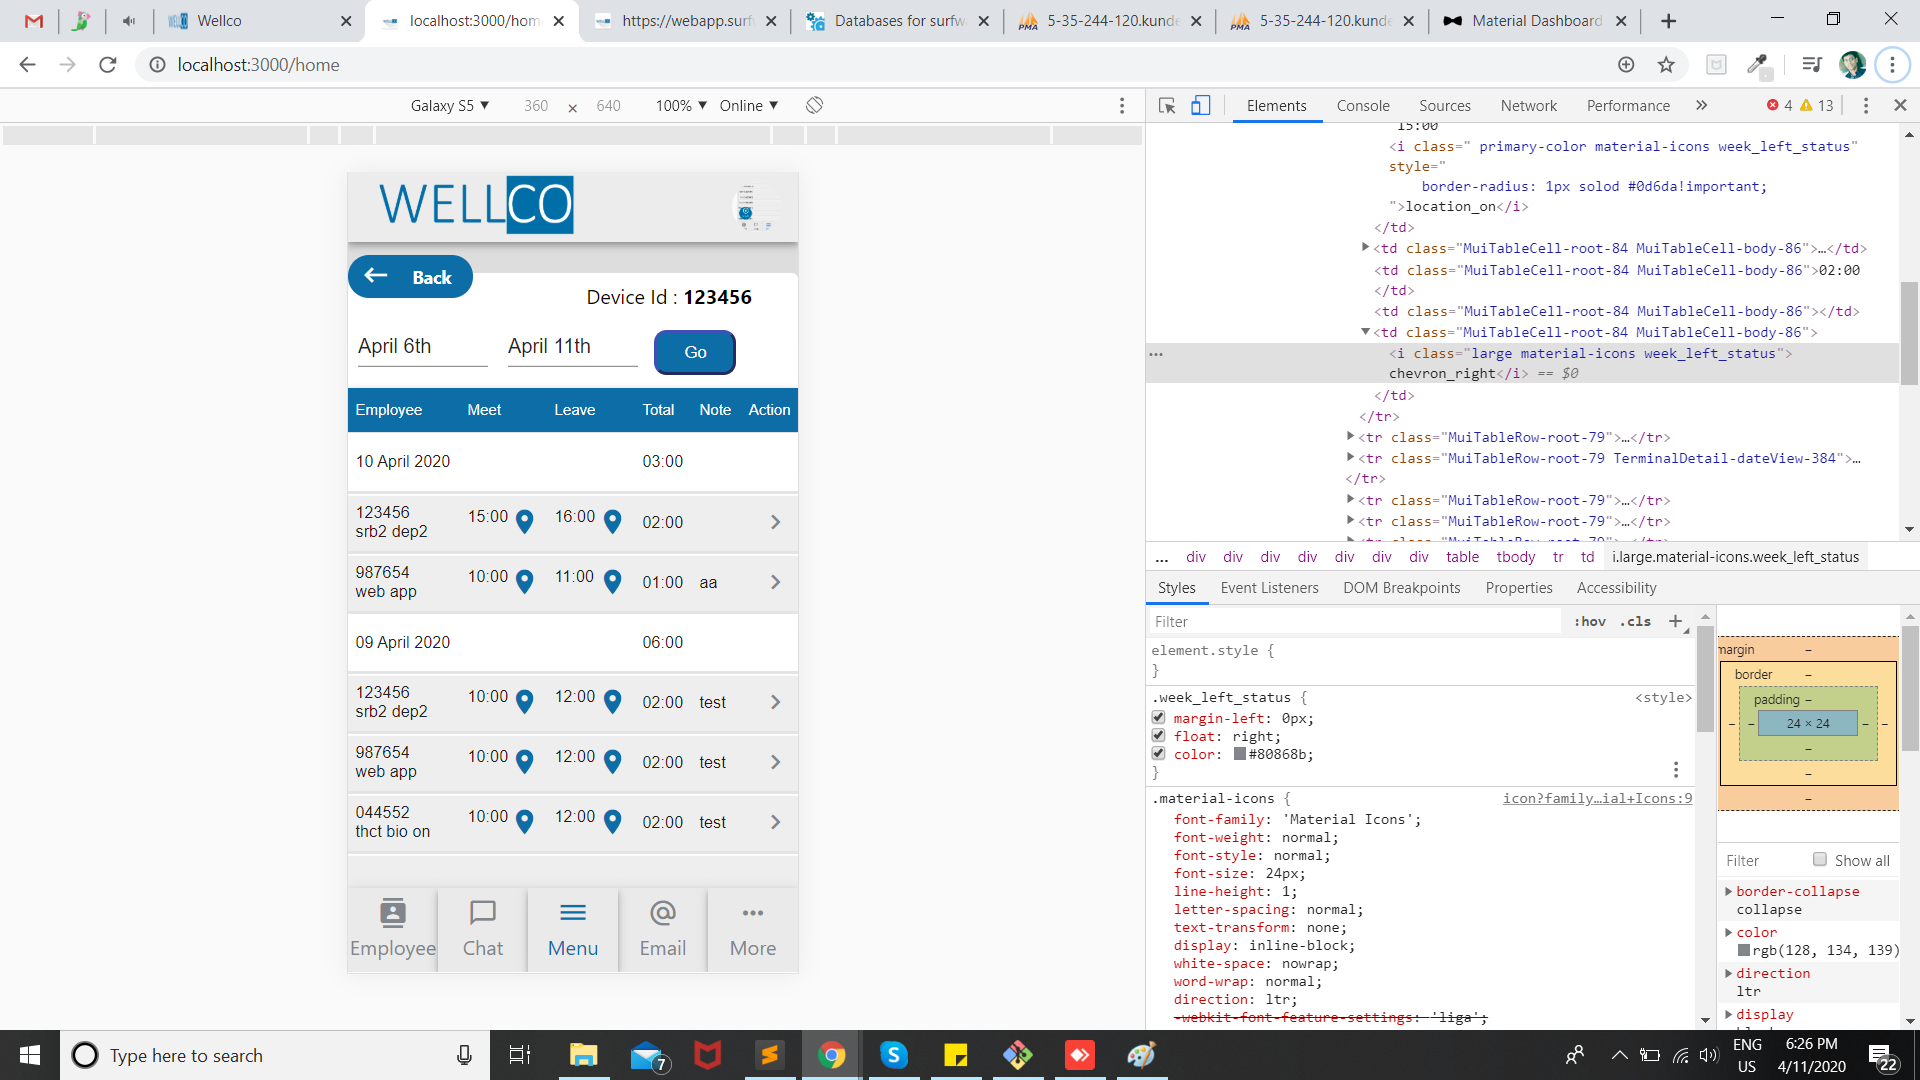 Wellco
localhost:3000/hom
https://webapp.surf
Databases for surfw
5-35-244-120.kunde
5-35-244-120.kunde
Material Dashboard
localhost:3000/home
Galaxy S5 ▼ 360 × 640 100% ▼ Online ▼
Elements Console Sources Network Performance » 4 13
WELLCO
Back
Device Id : 123456
April 6th April 11th Go
Employee Meet Leave Total Note Action
10 April 2020 03:00
123456 srb2 dep2 15:00 16:00 02:00
987654 web app 10:00 11:00 01:00 aa
09 April 2020 06:00
123456 srb2 dep2 10:00 12:00 02:00 test
987654 web app 10:00 12:00 02:00 test
044552 thct bio on 10:00 12:00 02:00 test
Employee Chat Menu Email More
15:00
<i class=" primary-color material-icons week_left_status"
style="
border-radius: 1px solod #0d6da!important;
">location_on</i>
</td>
<td class="MuiTableCell-root-84 MuiTableCell-body-86">…</td>
<td class="MuiTableCell-root-84 MuiTableCell-body-86">02:00
</td>
<td class="MuiTableCell-root-84 MuiTableCell-body-86"></td>
<td class="MuiTableCell-root-84 MuiTableCell-body-86">
<i class="large material-icons week_left_status">
chevron_right</i> == $0
</td>
</tr>
<tr class="MuiTableRow-root-79">…</tr>
<tr class="MuiTableRow-root-79 TerminalDetail-dateView-384">…
</tr>
<tr class="MuiTableRow-root-79">…</tr>
<tr class="MuiTableRow-root-79">…</tr>
<tr class="MuiTableRow-root-79">…</tr>
... div div div div div div div table tbody tr td i.large.material-icons.week_left_status
Styles Event Listeners DOM Breakpoints Properties Accessibility
Filter :hov .cls +
element.style {
}
.week_left_status { <style>
margin-left: 0px;
float: right;
color: #80868b;
}
.material-icons { icon?family…ial+Icons:9
font-family: 'Material Icons';
font-weight: normal;
font-style: normal;
font-size: 24px;
line-height: 1;
letter-spacing: normal;
text-transform: none;
display: inline-block;
white-space: nowrap;
word-wrap: normal;
direction: ltr;
-webkit-font-feature-settings: 'liga';
margin –
border –
padding –
– – 24 × 24 – –
–
–
–
Filter Show all
border-collapse
collapse
color
rgb(128, 134, 139)
direction
ltr
display
Type here to search
7
ENG
US
6:26 PM
4/11/2020
22